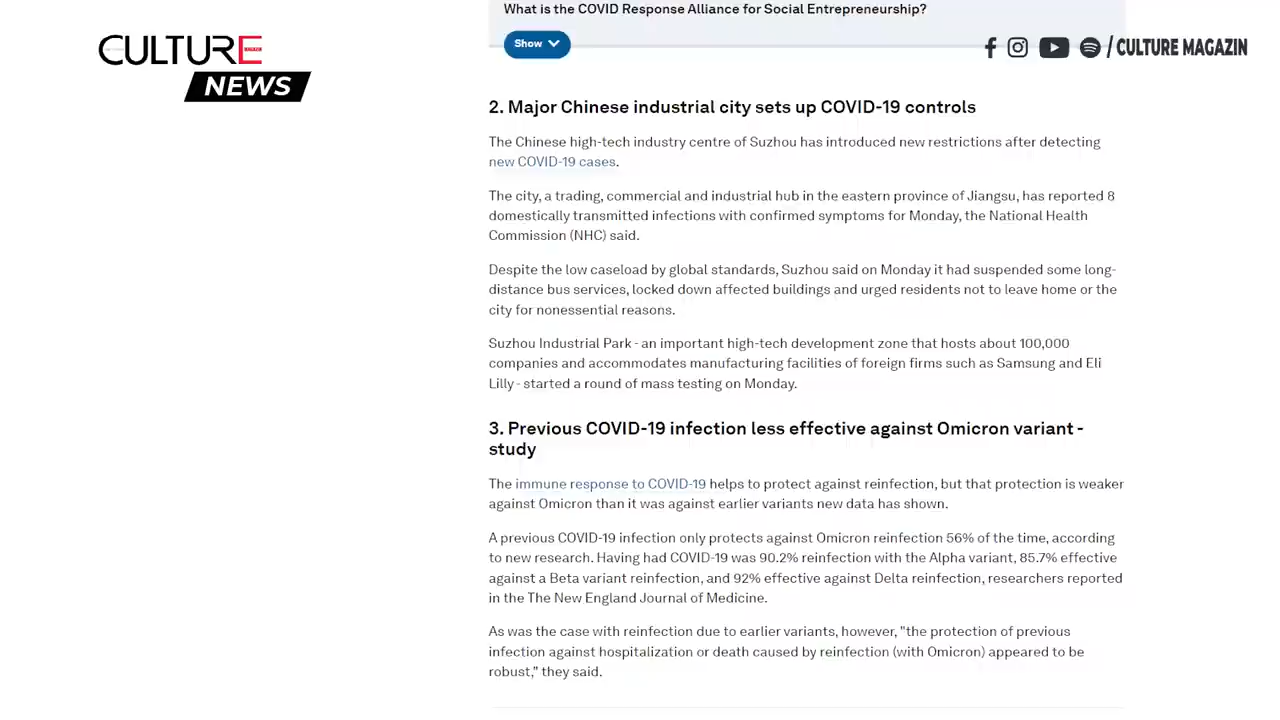 What is the COVID Response Alliance for Social Entrepreneurship?
CULTURE
NEWS
Show
/ CULTURE MAGAZIN
2. Major Chinese industrial city sets up COVID-19 controls
The Chinese high-tech industry centre of Suzhou has introduced new restrictions after detecting
new COVID-19 cases.
The city, a trading, commercial and industrial hub in the eastern province of Jiangsu, has reported 8
domestically transmitted infections with confirmed symptoms for Monday, the National Health
Commission (NHC) said.
Despite the low caseload by global standards, Suzhou said on Monday it had suspended some long-
distance bus services, locked down affected buildings and urged residents not to leave home or the
city for nonessential reasons.
Suzhou Industrial Park - an important high-tech development zone that hosts about 100,000
companies and accommodates manufacturing facilities of foreign firms such as Samsung and Eli
Lilly - started a round of mass testing on Monday.
3. Previous COVID-19 infection less effective against Omicron variant -
study
The immune response to COVID-19 helps to protect against reinfection, but that protection is weaker
against Omicron than it was against earlier variants new data has shown.
A previous COVID-19 infection only protects against Omicron reinfection 56% of the time, according
to new research. Having had COVID-19 was 90.2% reinfection with the Alpha variant, 85.7% effective
against a Beta variant reinfection, and 92% effective against Delta reinfection, researchers reported
in the The New England Journal of Medicine.
As was the case with reinfection due to earlier variants, however, "the protection of previous
infection against hospitalization or death caused by reinfection (with Omicron) appeared to be
robust," they said.